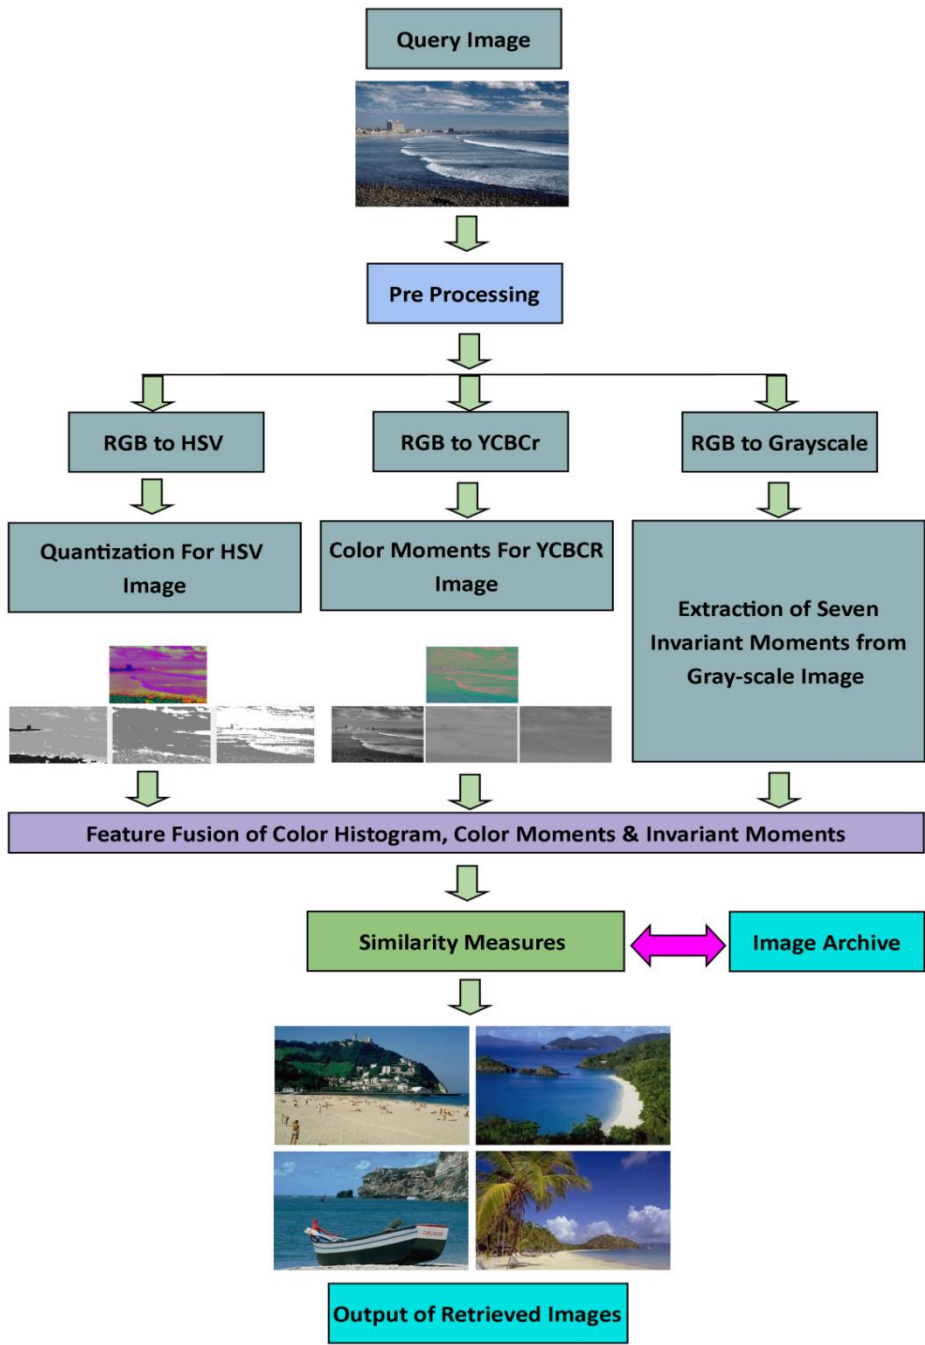 Query Image
Pre Processing
RGB to HSV
RGB to YCBCr
RGB to Grayscale
Quantization For HSV
Image
Color Moments For YCBCR
Image
Extraction of Seven
Invariant Moments from
Gray-scale Image
Feature Fusion of Color Histogram, Color Moments & Invariant Moments
Similarity Measures
Image Archive
Output of Retrieved Images